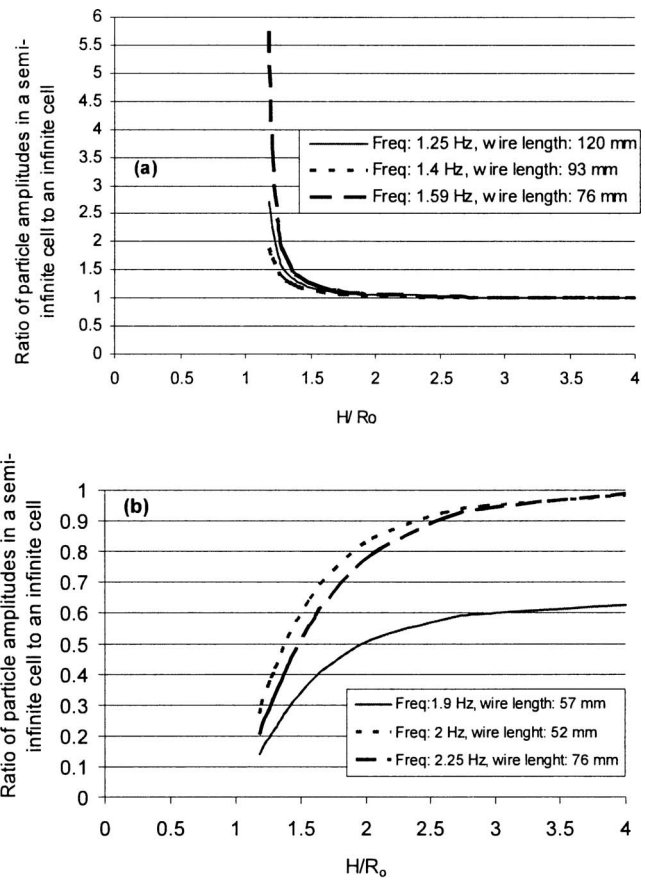 Ratio of particle amplitudes in a semi-
infinite cell to an infinite cell
6
5.5
5
4.5
4
3.5
3
2.5
2
1.5
1
0.5
0
(a)
Freq: 1.25 Hz, wire length: 120 mm
Freq: 1.4 Hz, wire length: 93 mm
Freq: 1.59 Hz, wire length: 76 mm
0 0.5 1 1.5 2 2.5 3 3.5 4
H/ Ro
Ratio of particle amplitudes in a semi-
infinite cell to an infinite cell
1
0.9
0.8
0.7
0.6
0.5
0.4
0.3
0.2
0.1
0
(b)
Freq:1.9 Hz, wire length: 57 mm
Freq: 2 Hz, wire lenght: 52 mm
Freq: 2.25 Hz, wire lenght: 76 mm
0 0.5 1 1.5 2 2.5 3 3.5 4
H/Ro